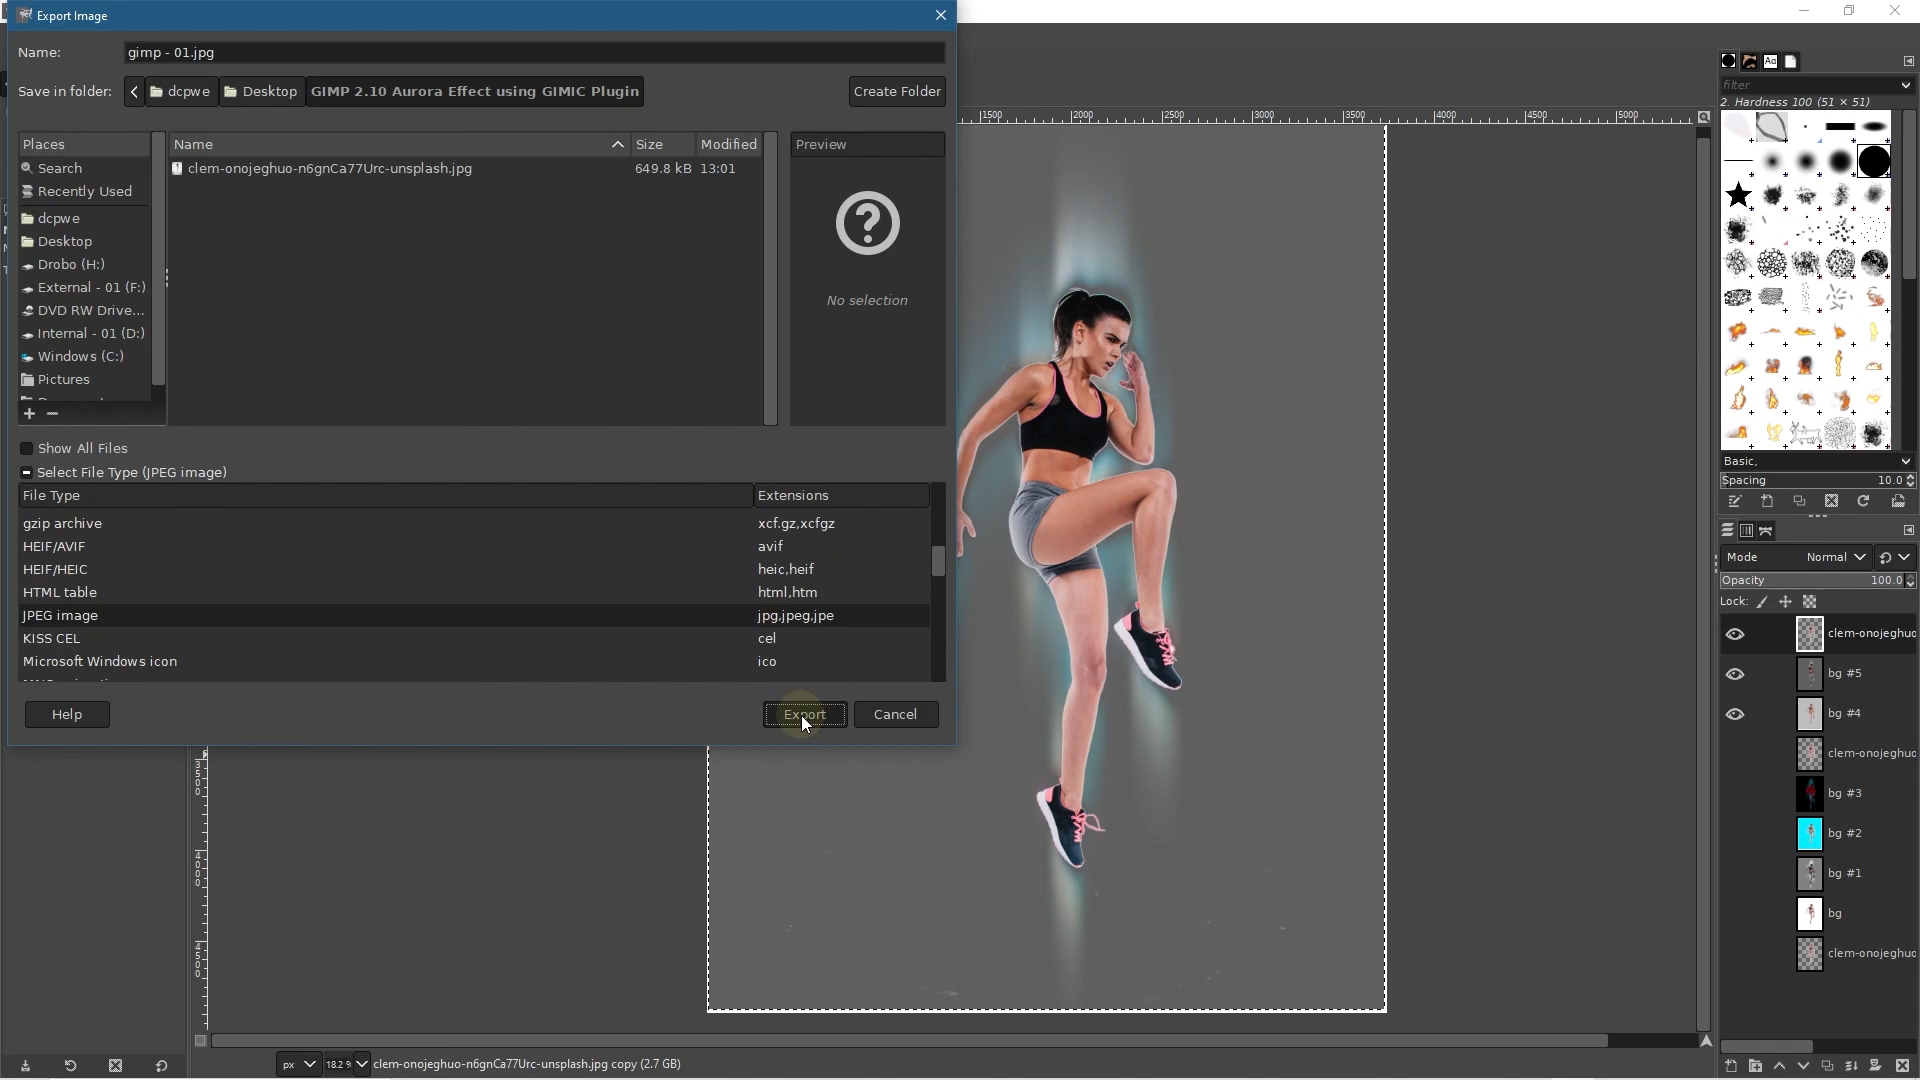 Export Image
Name:
gimp - 01.jpg
Save in folder:
dcpwe
Desktop
GIMP 2.10 Aurora Effect using GIMIC Plugin
Create Folder
Places
Search
Recently Used
dcpwe
Desktop
Drobo (H:)
External - 01 (F:)
DVD RW Drive...
Internal - 01 (D:)
Windows (C:)
Pictures
Name
Size
Modified
clem-onojeghuo-n6gnCa77Urc-unsplash.jpg
649.8 kB
13:01
Preview
No selection
Show All Files
Select File Type (JPEG image)
File Type
Extensions
gzip archive
xcf.gz,xcfgz
HEIF/AVIF
avif
HEIF/HEIC
heic,heif
HTML table
html,htm
JPEG image
jpg,jpeg,jpe
KISS CEL
cel
Microsoft Windows icon
ico
Help
Export
Cancel
1500
2000
2500
3000
3500
4000
4500
5000
3500
4000
4500
px
18.2 %
clem-onojeghuo-n6gnCa77Urc-unsplash.jpg copy (2.7 GB)
Aa
filter
2. Hardness 100 (51 × 51)
Basic,
Spacing
10.0
Mode
Normal
Opacity
100.0
Lock:
clem-onojeghuo
bg #5
bg #4
clem-onojeghuo
bg #3
bg #2
bg #1
bg
clem-onojeghuo